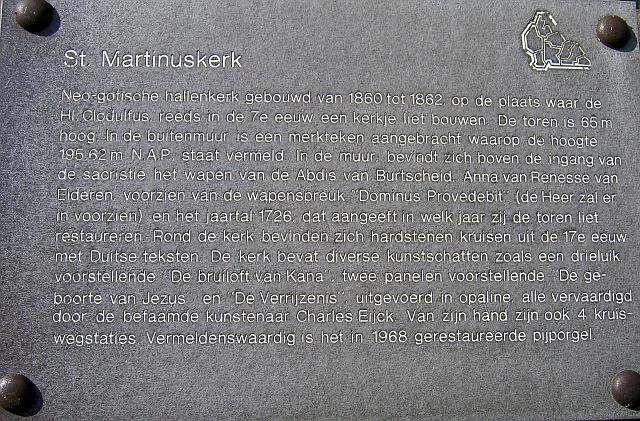 St. Martinuskerk
Neo-gotische hallenkerk gebouwd van 1860 tot 1862, op de plaats waar de
Hl. Clodulfus, reeds in de 7e eeuw een kerkje liet bouwen. De toren is 65 m
hoog. In de buitenmuur is een merkteken aangebracht waarop de hoogte
195,62 m N.A.P. staat vermeld. In de muur, bevindt zich boven de ingang van
de sacristie het wapen van de Abdis van Burtscheid. Anna van Renesse van
Elderen, voorzien van de wapenspreuk "Dominus Provedebit" (de Heer zal er
in voorzien) en het jaartal 1726, dat aangeeft in welk jaar zij de toren liet
restaureren. Rond de kerk bevinden zich hardstenen kruisen uit de 17e eeuw
met Duitse teksten. De kerk bevat diverse kunstschatten zoals een drieluik
voorstellende "De bruiloft van Kana", twee panelen voorstellende "De ge-
boorte van Jezus" en "De Verrijzenis", uitgevoerd in opaline, alle vervaardigd
door de befaamde kunstenaar Charles Eijck. Van zijn hand zijn ook 4 kruis-
wegstaties. Vermeldenswaardig is het in 1968 gerestaureerde pijporgel.